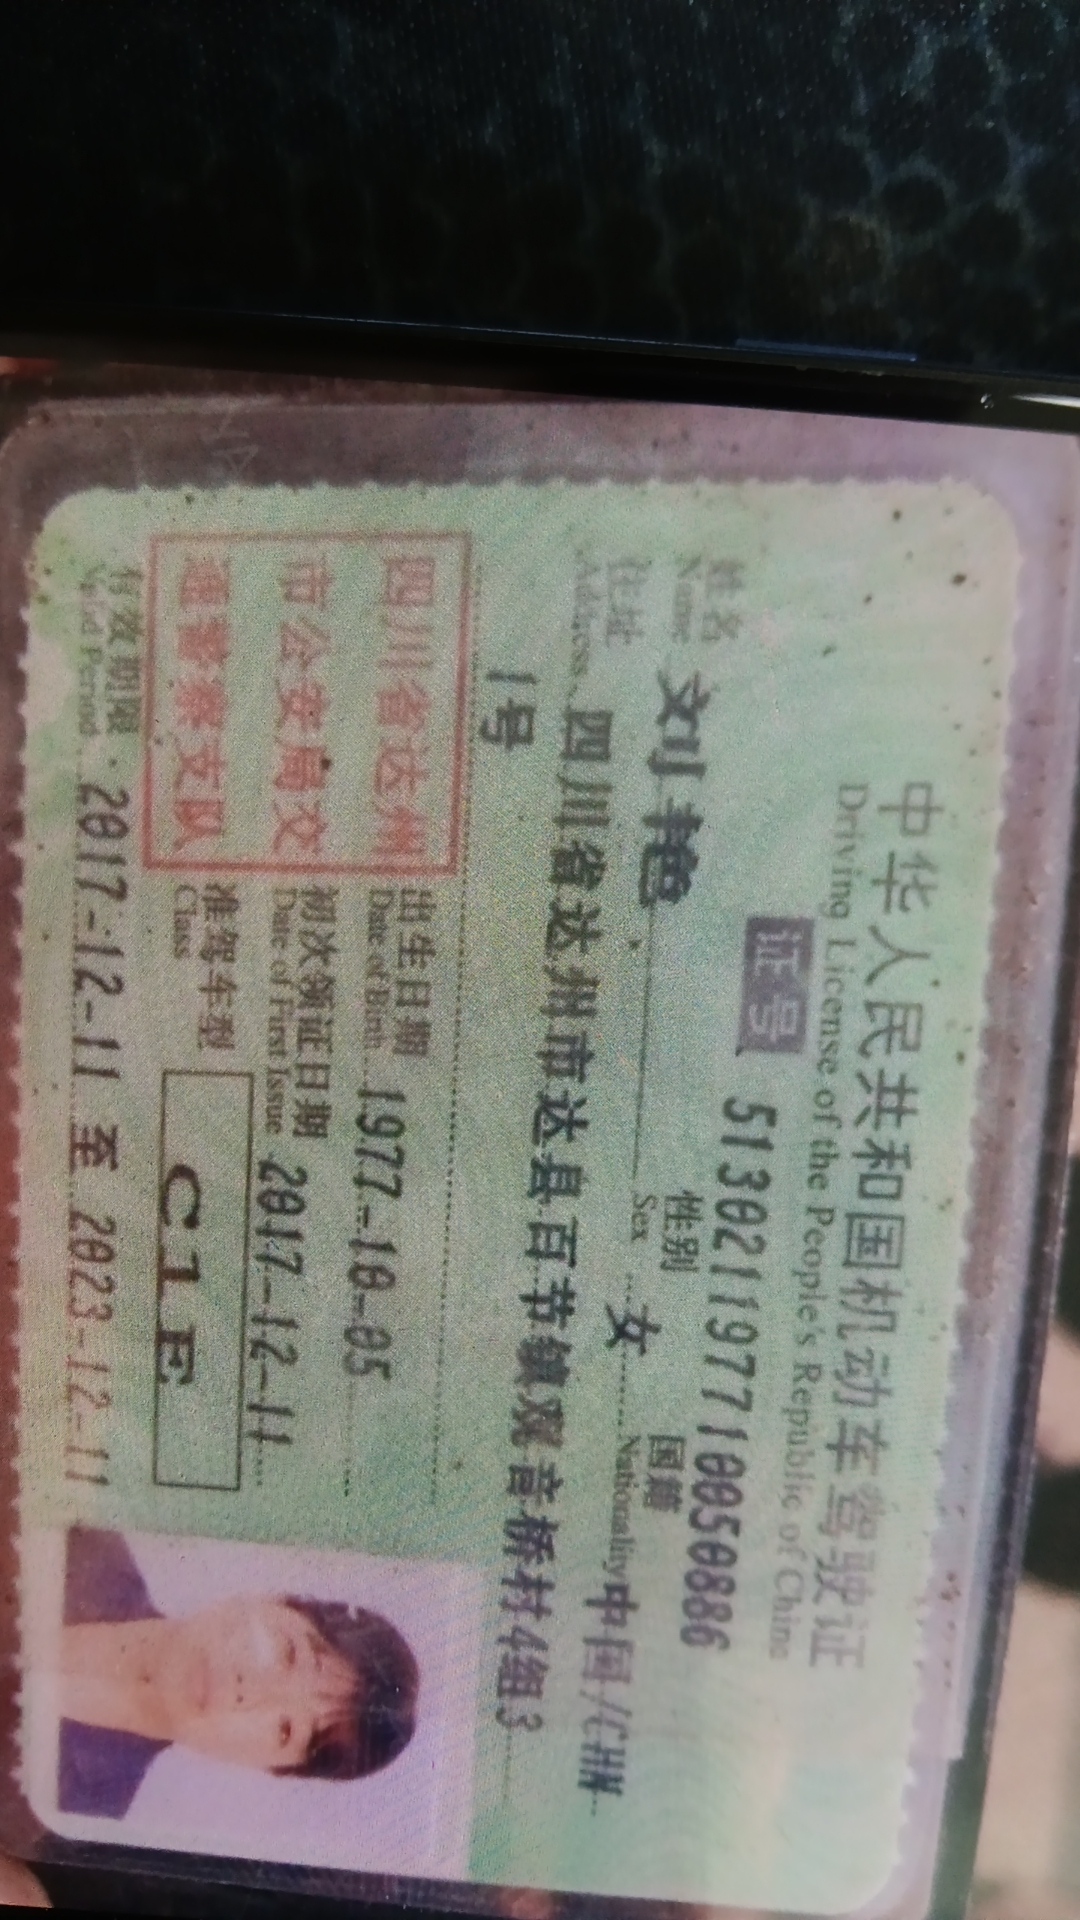 中华人民共和国机动车驾驶证
Driving License of the People's Republic of China
证号 513021197710050886
姓名 刘艳 性别 女 国籍 中国/CHN
Name Sex Nationality
住址 四川省达州市达县百节镇观音桥村4组3
Address
1号
四川省达州
市公安局交
通警察支队
出生日期 1977-10-05
Date of Birth
初次领证日期 2017-12-11
Date of First Issue
准驾车型 C1E
Class
有效期限 2017-12-11 至 2023-12-11
Valid Period